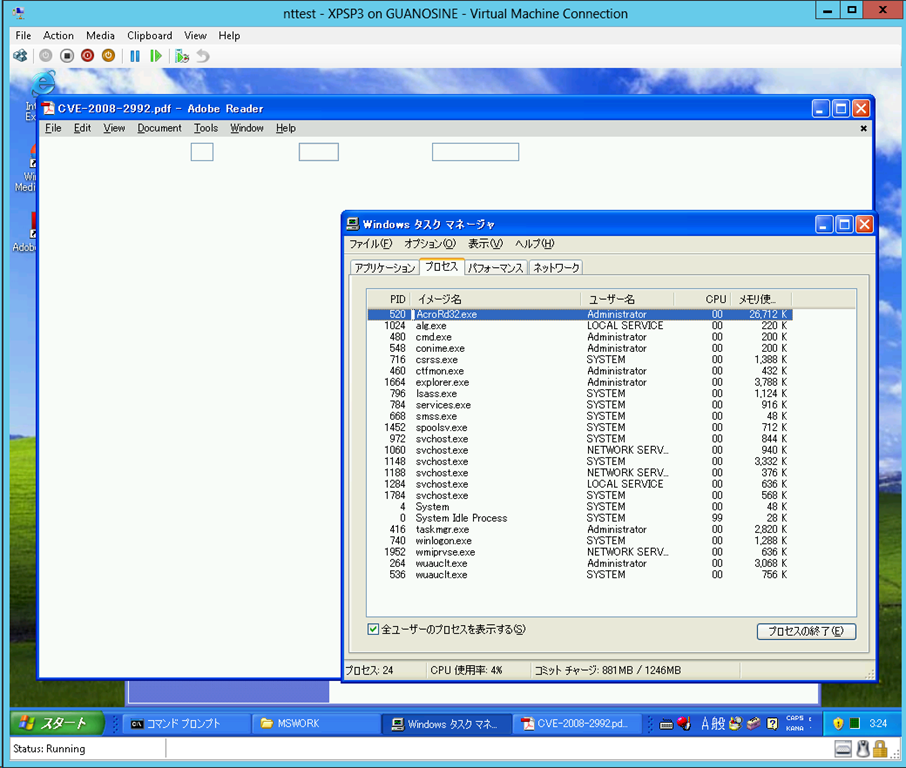 nttest - XPSP3 on GUANOSINE - Virtual Machine Connection
File Action Media Clipboard View Help
CVE-2008-2992.pdf - Adobe Reader
File Edit View Document Tools Window Help
Medi
Adob
Windows タスク マネージャ
ファイル(F) オプション(O) 表示(V) ヘルプ(H)
アプリケーション プロセス パフォーマンス ネットワーク
PID イメージ名 ユーザー名 CPU メモリ使...
520 AcroRd32.exe Administrator 00 26,712 K
1024 alg.exe LOCAL SERVICE 00 220 K
480 cmd.exe Administrator 00 200 K
548 conime.exe Administrator 00 200 K
716 csrss.exe SYSTEM 00 1,388 K
460 ctfmon.exe Administrator 00 432 K
1664 explorer.exe Administrator 00 3,788 K
796 lsass.exe SYSTEM 00 1,124 K
784 services.exe SYSTEM 00 916 K
668 smss.exe SYSTEM 00 48 K
1452 spoolsv.exe SYSTEM 00 712 K
972 svchost.exe SYSTEM 00 844 K
1060 svchost.exe NETWORK SERV... 00 940 K
1148 svchost.exe SYSTEM 00 3,332 K
1188 svchost.exe NETWORK SERV... 00 376 K
1284 svchost.exe LOCAL SERVICE 00 636 K
1784 svchost.exe SYSTEM 00 568 K
4 System SYSTEM 00 48 K
0 System Idle Process SYSTEM 99 28 K
416 taskmgr.exe Administrator 00 2,820 K
740 winlogon.exe SYSTEM 00 1,288 K
1952 wmiprvse.exe NETWORK SERV... 00 636 K
264 wuauclt.exe Administrator 00 3,068 K
536 wuauclt.exe SYSTEM 00 756 K
全ユーザーのプロセスを表示する(S)
プロセスの終了(E)
プロセス: 24 CPU 使用率: 4% コミット チャージ: 881MB / 1246MB
スタート コマンド プロンプト MSWORK Windows タスク マネ... CVE-2008-2992.pd... A 般 CAPS KANA 3:24
Status: Running